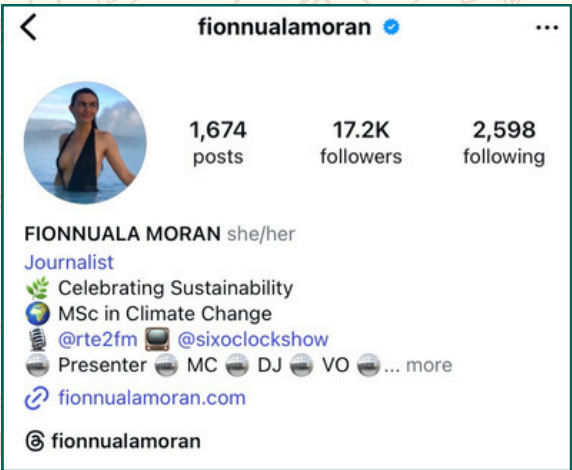 fionnualamoran
1,674 17.2K 2,598
posts followers following
FIONNUALA MORAN she/her
Journalist
🌿 Celebrating Sustainability
🌍 MSc in Climate Change
🎙️ @rte2fm 📺 @sixoclockshow
🪩 Presenter 🪩 MC 🪩 DJ 🪩 VO 🪩... more
fionnualamoran.com
fionnualamoran